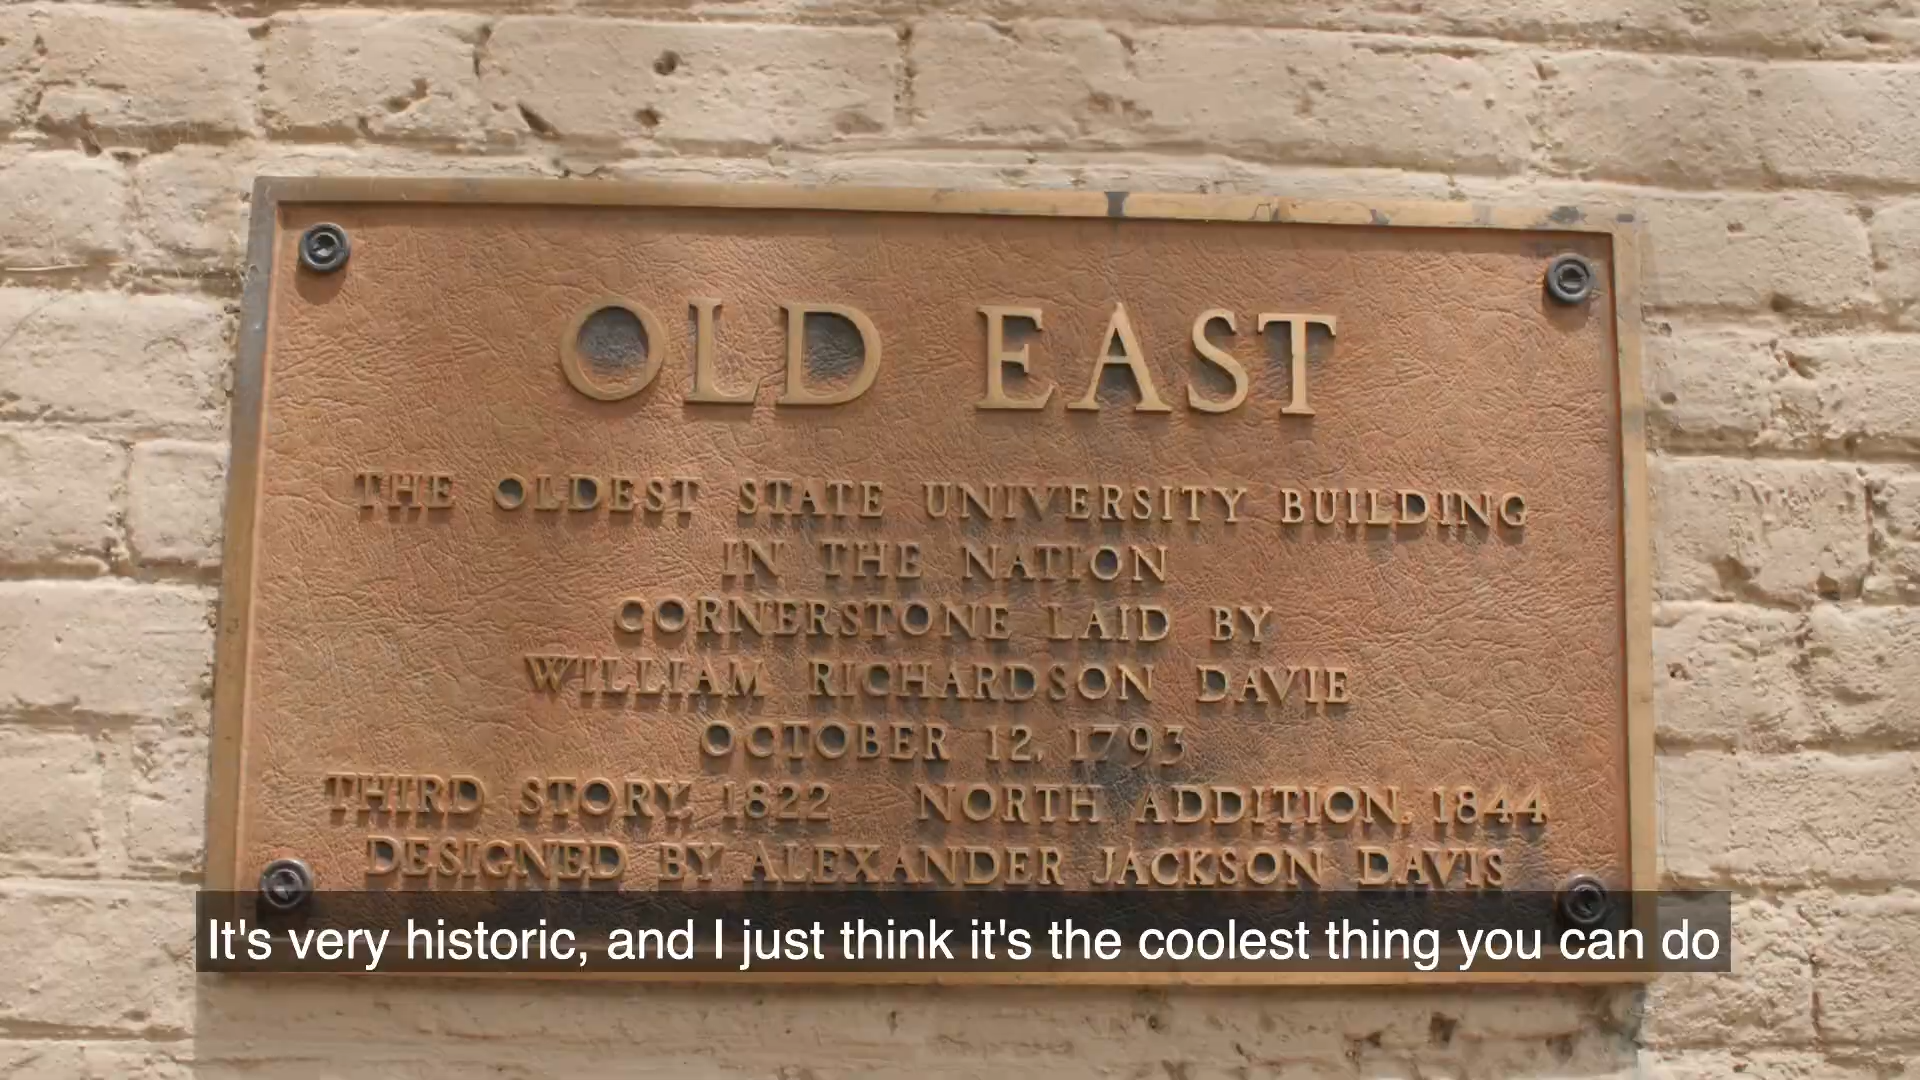 OLD EAST
THE OLDEST STATE UNIVERSITY BUILDING
IN THE NATION
CORNERSTONE LAID BY
WILLIAM RICHARDSON DAVIE
OCTOBER 12, 1793
THIRD STORY, 1822 NORTH ADDITION, 1844
DESIGNED BY ALEXANDER JACKSON DAVIS
It's very historic, and I just think it's the coolest thing you can do